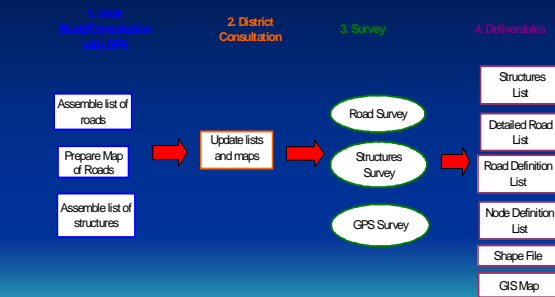 1. Desk
Study/Consultation
with DPR
2. District
Consultation
3. Survey
4. Deliverables
Assemble list of
roads
Prepare Map
of Roads
Assemble list of
structures
Update lists
and maps
Road Survey
Structures
Survey
GPS Survey
Structures
List
Detailed Road
List
Road Definition
List
Node Definition
List
Shape File
GIS Map